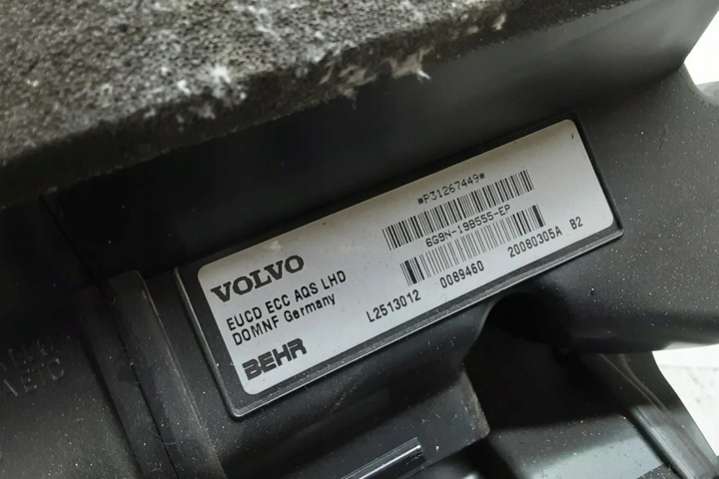 VOLVO
EUCD ECC AQS LHD
DOMNF Germany
BEHR
*P31267449*
6G9N-19B555-EP
L2513012 0089460 20080305A B2